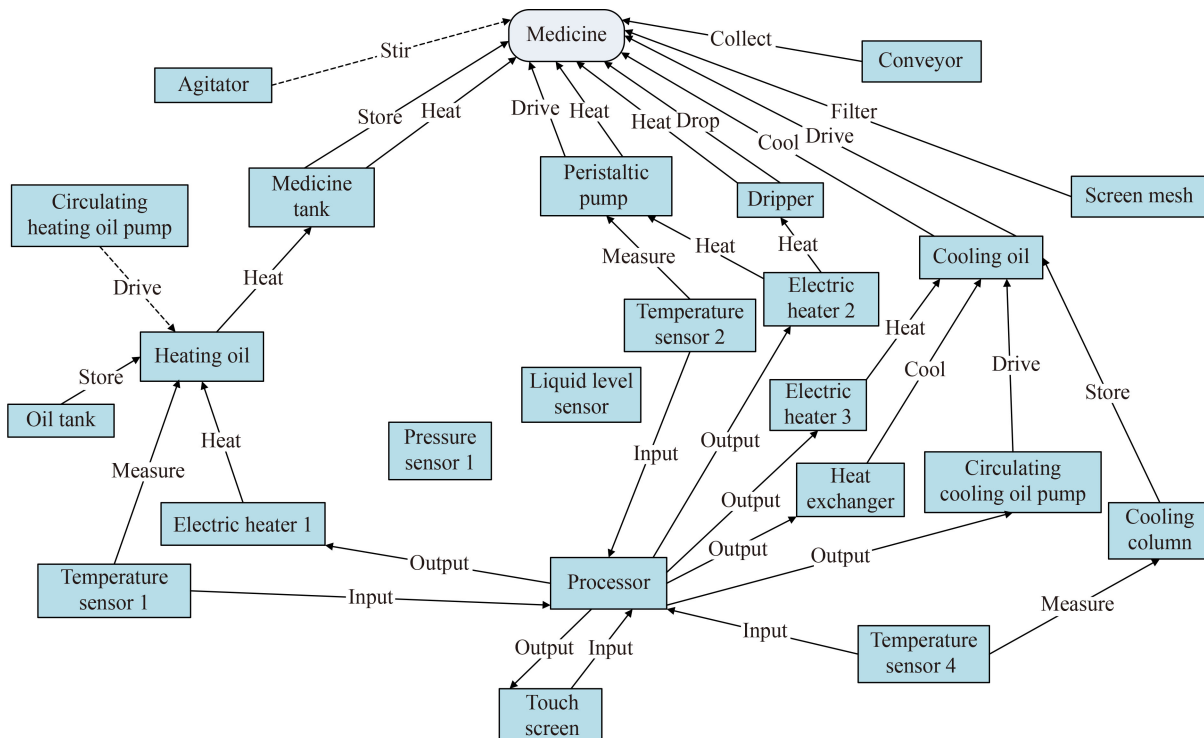 Medicine
Collect
Conveyor
Stir
Agitator
Store
Heat
Drive
Heat
Heat
Drop
Cool
Drive
Filter
Medicine
tank
Peristaltic
pump
Dripper
Screen mesh
Circulating
heating oil pump
Cooling oil
Heat
Measure
Heat
Heat
Drive
Electric
heater 2
Temperature
sensor 2
Heating oil
Heat
Cool
Drive
Store
Store
Oil tank
Liquid level
sensor
Electric
heater 3
Heat
Pressure
sensor 1
Input
Output
Measure
Output
Heat
exchanger
Circulating
cooling oil pump
Cooling
column
Electric heater 1
Output
Output
Output
Temperature
sensor 1
Input
Processor
Measure
Input
Temperature
sensor 4
Output
Input
Touch
screen